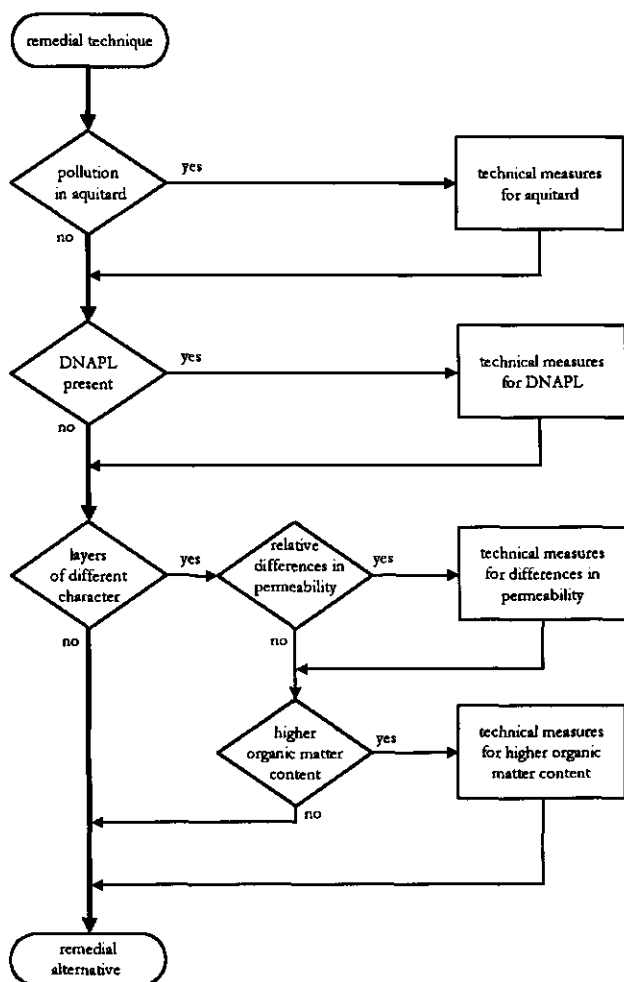 remedial technique
pollution
in aquitard
yes
technical measures
for aquitard
no
DNAPL
present
yes
technical measures
for DNAPL
no
layers
of different
character
yes
relative
differences in
permeability
yes
technical measures
for differences in
permeability
no
no
higher
organic matter
content
yes
technical measures
for higher organic
matter content
no
remedial
alternative